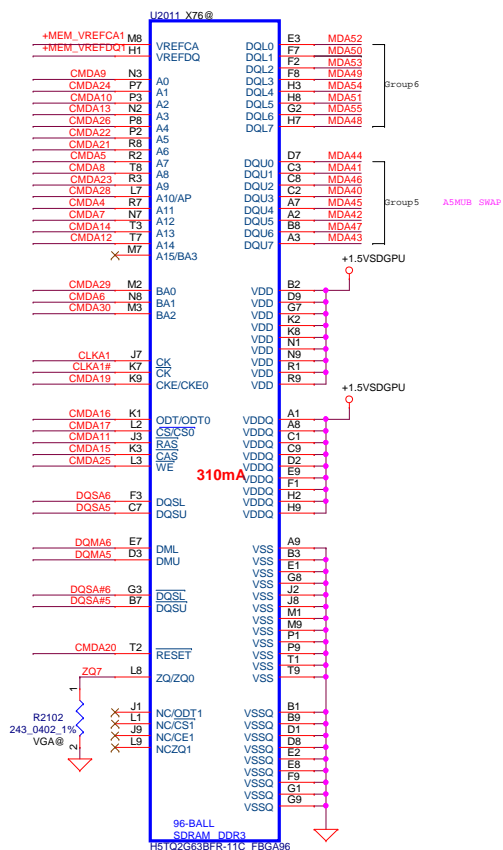 U2011 X76@
+MEM_VREFCA1 M8 VREFCA E3 MDA52
+MEM_VREFDQ1 H1 VREFDQ
DQL0
DQL1 F7 MDA50
DQL2 F2 MDA53
CMDA9 N3 A0 DQL3 F8 MDA49
CMDA24 P7 A1 DQL4 H3 MDA54 Group6
CMDA10 P3 A2 DQL5 H8 MDA51
CMDA13 N2 A3 DQL6 G2 MDA55
CMDA26 P8 A4 DQL7 H7 MDA48
CMDA22 P2 A5
CMDA21 R8 A6
CMDA5 R2 A7 DQU0 D7 MDA44
CMDA8 T8 A8 DQU1 C3 MDA41
CMDA23 R3 A9 DQU2 C8 MDA46
CMDA28 L7 A10/AP DQU3 C2 MDA40
CMDA4 R7 A11 DQU4 A7 MDA45 Group5 A5MUB SWAP
CMDA7 N7 A12 DQU5 A2 MDA42
CMDA14 T3 A13 DQU6 B8 MDA47
CMDA12 T7 A14 DQU7 A3 MDA43
M7 A15/BA3
+1.5VSDGPU
CMDA29 M2 BA0 VDD B2
CMDA6 N8 BA1 VDD D9
CMDA30 M3 BA2 VDD G7
VDD K2
VDD K8
VDD N1
CLKA1 J7 CK VDD N9
CLKA1# K7 CK VDD R1
CMDA19 K9 CKE/CKE0 VDD R9
+1.5VSDGPU
CMDA16 K1 ODT/ODT0 VDDQ A1
CMDA17 L2 CS/CS0 VDDQ A8
CMDA11 J3 RAS VDDQ C1
CMDA15 K3 CAS VDDQ C9
CMDA25 L3 WE VDDQ D2
310mA VDDQ E9
VDDQ F1
DQSA6 F3 DQSL VDDQ H2
DQSA5 C7 DQSU VDDQ H9
DQMA6 E7 DML VSS A9
DQMA5 D3 DMU VSS B3
VSS E1
VSS G8
DQSA#6 G3 DQSL VSS J2
DQSA#5 B7 DQSU VSS J8
VSS M1
VSS M9
VSS P1
CMDA20 T2 RESET VSS P9
VSS T1
ZQ7 L8 ZQ/ZQ0 VSS T9
1
J1 NC/ODT1 VSSQ B1
R2102 L1 NC/CS1 VSSQ B9
243_0402_1% J9 NC/CE1 VSSQ D1
VGA@ L9 NCZQ1 VSSQ D8
2
VSSQ E2
VSSQ E8
VSSQ F9
VSSQ G1
VSSQ G9
96-BALL
SDRAM DDR3
H5TQ2G63BFR-11C FBGA96